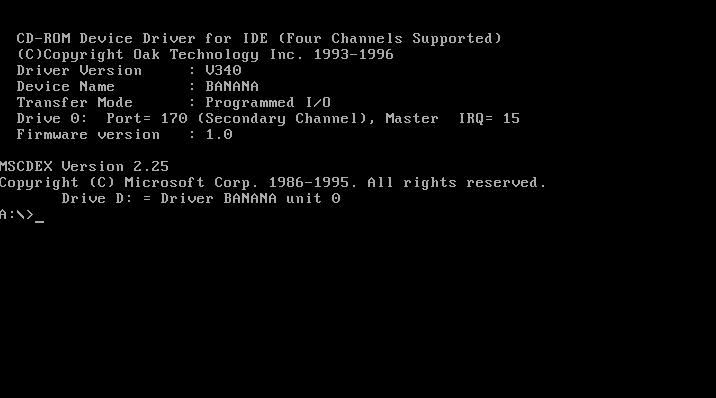 CD-ROM Device Driver for IDE (Four Channels Supported)
(C)Copyright Oak Technology Inc. 1993-1996
Driver Version      : V340
Device Name         : BANANA
Transfer Mode       : Programmed I/O
Drive 0:  Port= 170 (Secondary Channel), Master  IRQ= 15
Firmware version    : 1.0
MSCDEX Version 2.25
Copyright (C) Microsoft Corp. 1986-1995. All rights reserved.
Drive D: = Driver BANANA unit 0
A:\>_